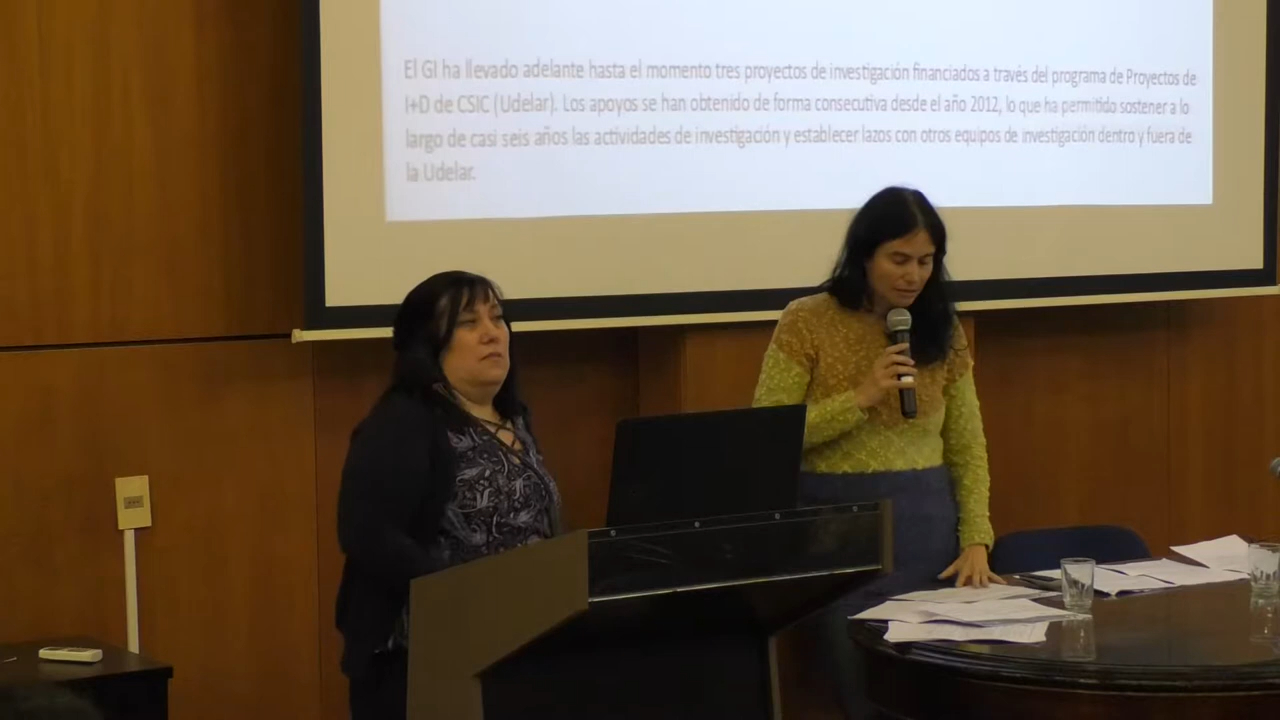 El GI ha llevado adelante hasta el momento tres proyectos de investigación financiados a través del programa de Proyectos de
I+D de CSIC (Udelar). Los apoyos se han obtenido de forma consecutiva desde el año 2012, lo que ha permitido sostener a lo
largo de casi seis años las actividades de investigación y establecer lazos con otros equipos de investigación dentro y fuera de
la Udelar.